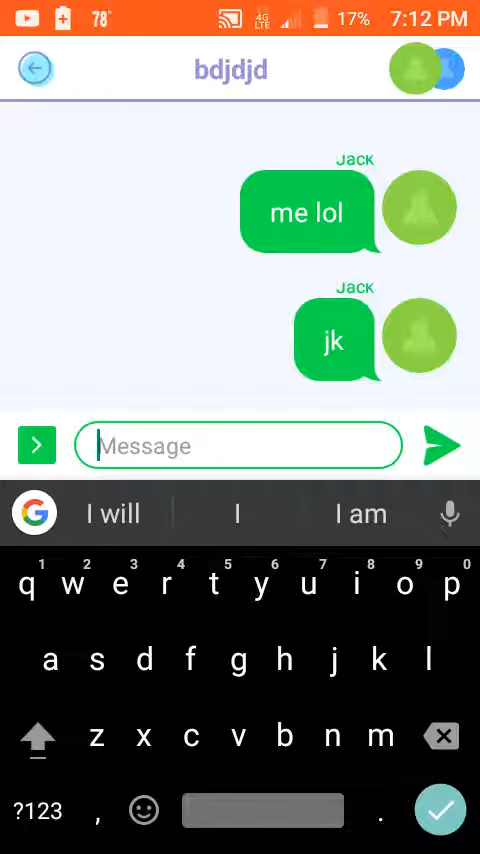 78°
4G
LTE
17%
7:12 PM
bdjdjd
Jack
me lol
Jack
jk
Message
G
I will
I
I am
1 2 3 4 5 6 7 8 9 0
q w e r t y u i o p
a s d f g h j k l
z x c v b n m
?123 , .